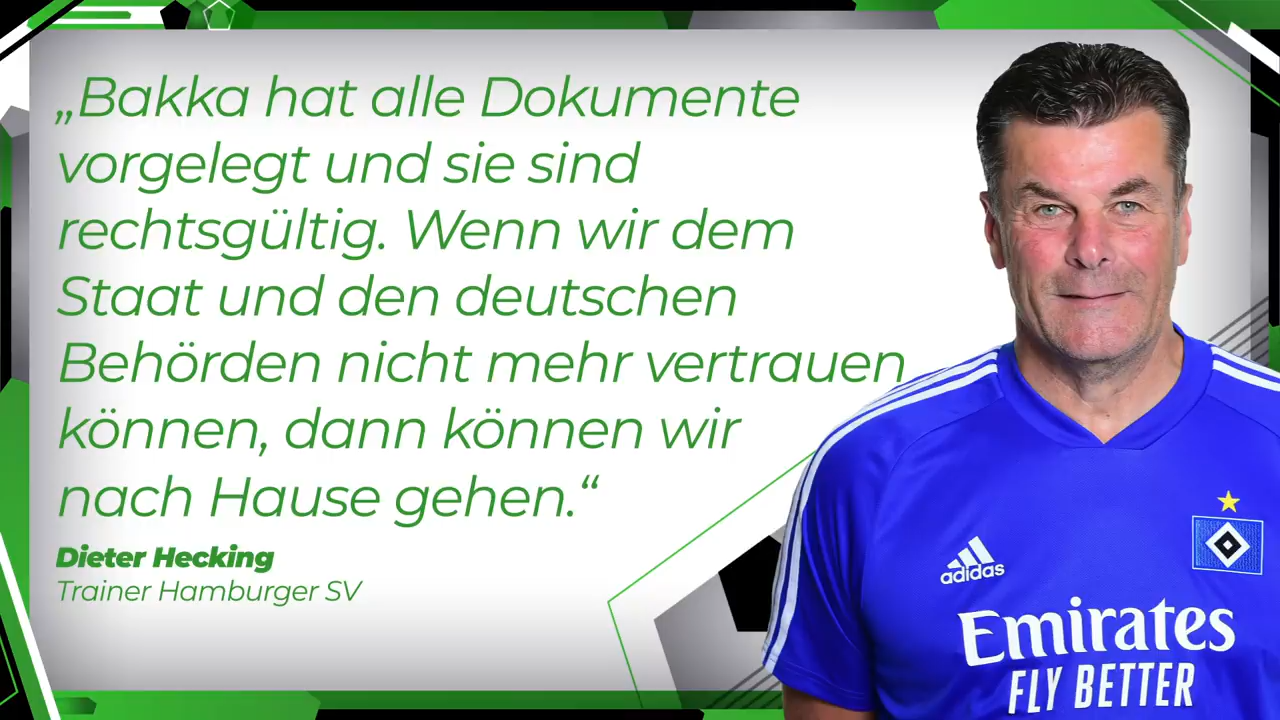 „Bakka hat alle Dokumente
vorgelegt und sie sind
rechtsgültig. Wenn wir dem
Staat und den deutschen
Behörden nicht mehr vertrauen
können, dann können wir
nach Hause gehen.“
Dieter Hecking
Trainer Hamburger SV
adidas
Emirates
FLY BETTER